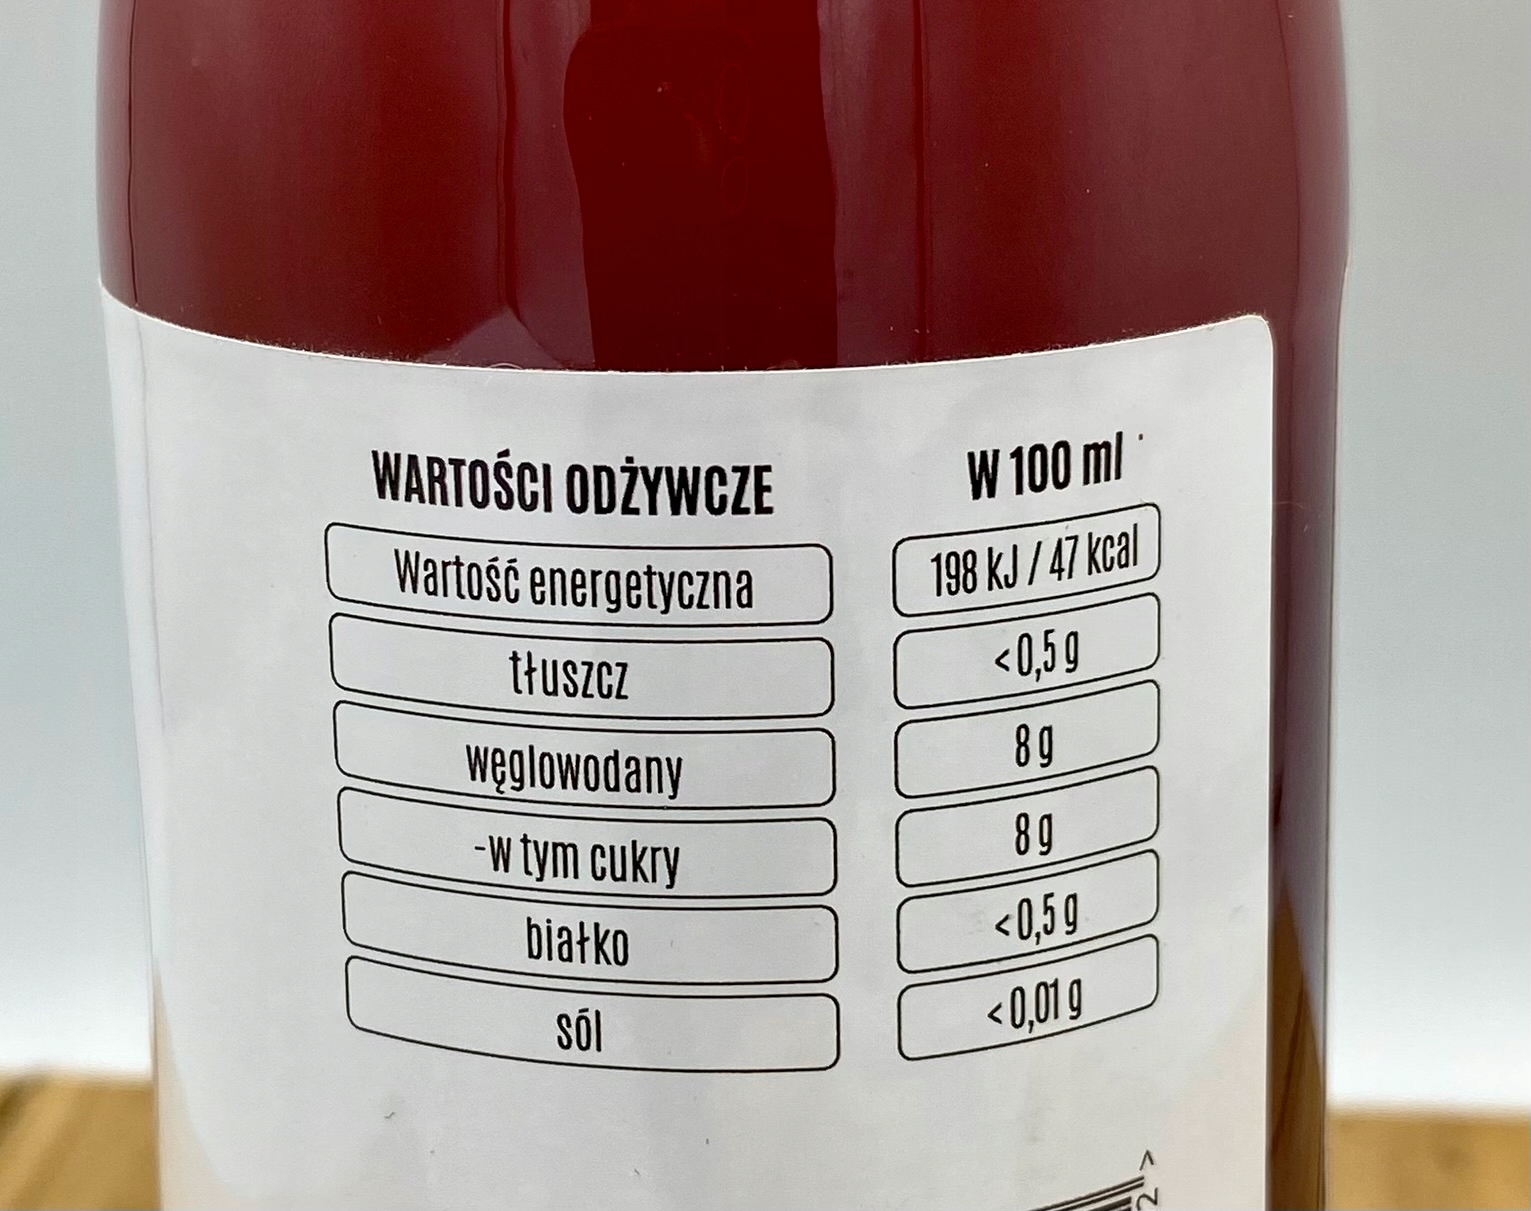 WARTOŚCI ODŻYWCZE W 100 ml
Wartość energetyczna 198 kJ / 47 kcal
tłuszcz <0,5 g
węglowodany 8 g
-w tym cukry 8 g
białko <0,5 g
sól <0,01 g
2 >